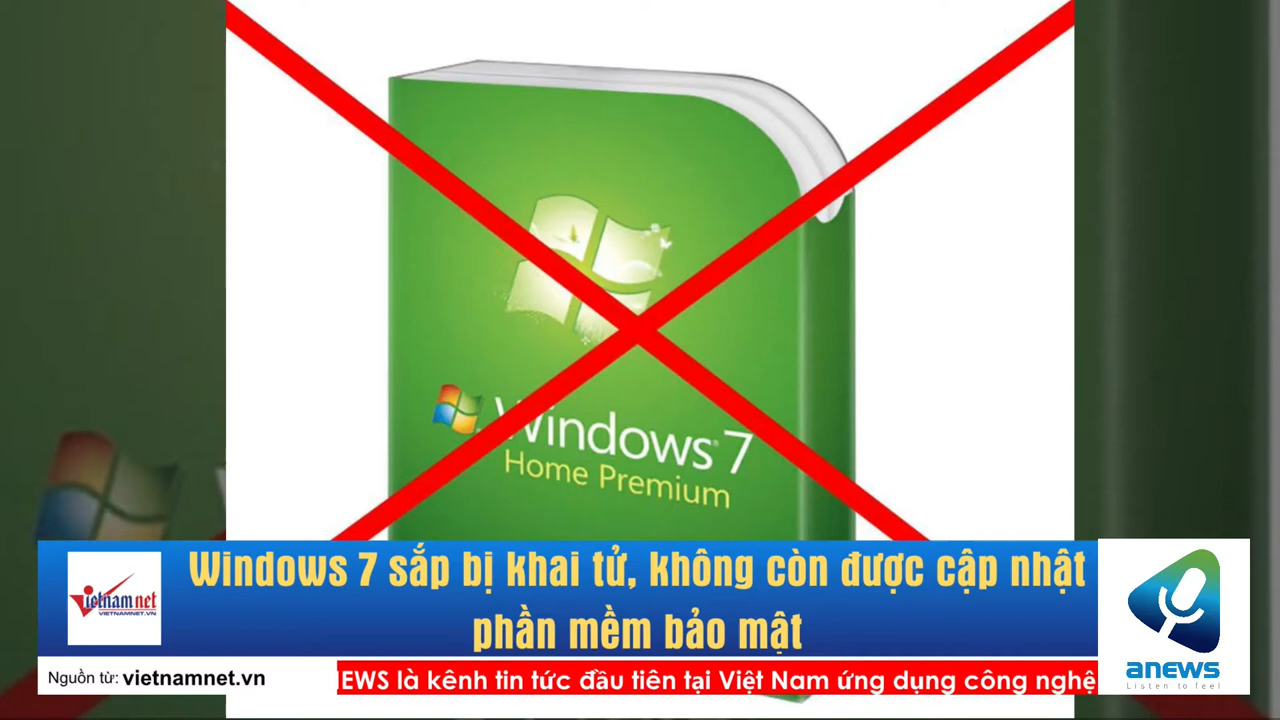 Windows 7
Home Premium
Windows 7 sắp bị khai tử, không còn được cập nhật
phần mềm bảo mật
Vietnamnet
VIETNAMNET.VN
Nguồn từ: vietnamnet.vn
NEWS là kênh tin tức đầu tiên tại Việt Nam ứng dụng công nghệ
anews
Listen to feel